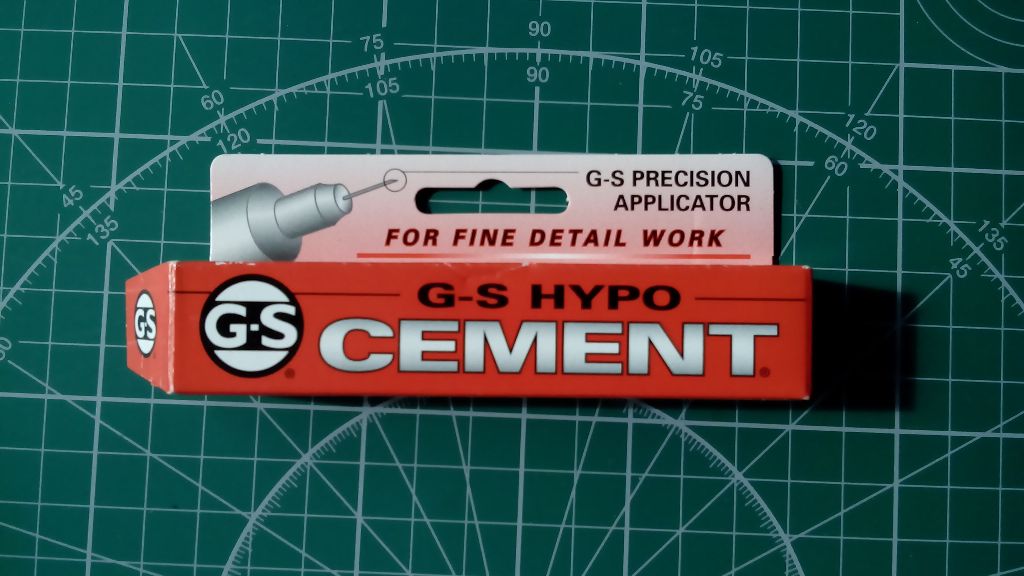 90
75
105
90
105
75
60
120
120
60
G-S PRECISION
APPLICATOR
45
135
FOR FINE DETAIL WORK
135
45
G-S HYPO
G-S
G-S
CEMENT